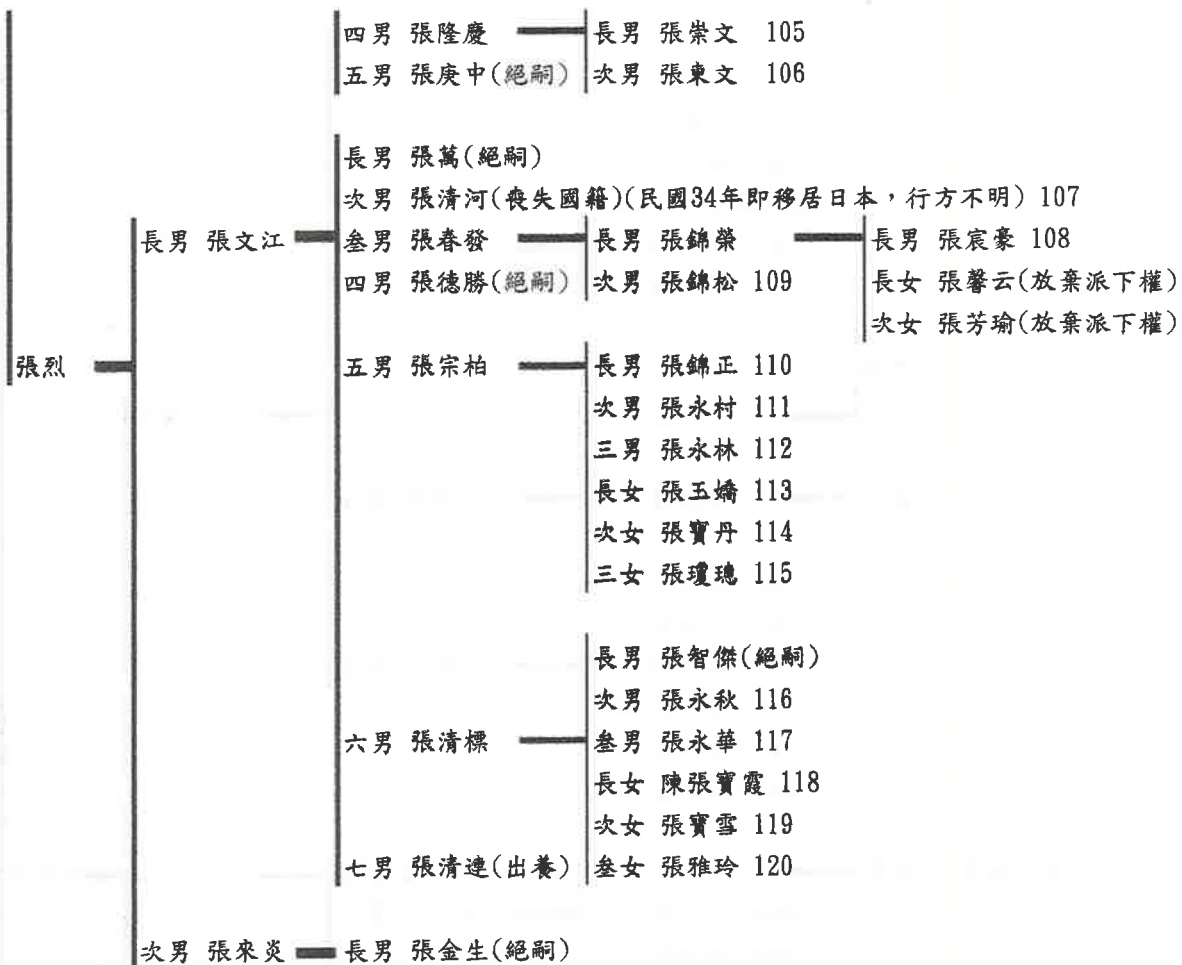 四男 張隆慶 長男 張崇文 105
五男 張庚中(絕嗣) 次男 張東文 106
長男 張萬(絕嗣)
次男 張清河(喪失國籍)(民國34年即移居日本，行方不明) 107
長男 張文江 叁男 張春發 長男 張錦榮 長男 張宸豪 108
四男 張德勝(絕嗣) 次男 張錦松 109 長女 張馨云(放棄派下權)
次女 張芳瑜(放棄派下權)
張烈 五男 張宗柏 長男 張錦正 110
次男 張永村 111
三男 張永林 112
長女 張玉嬌 113
次女 張寶丹 114
三女 張瓊璁 115
長男 張智傑(絕嗣)
次男 張永秋 116
六男 張清標 叁男 張永華 117
長女 陳張寶霞 118
次女 張寶雪 119
七男 張清連(出養) 叁女 張雅玲 120
次男 張來炎 長男 張金生(絕嗣)